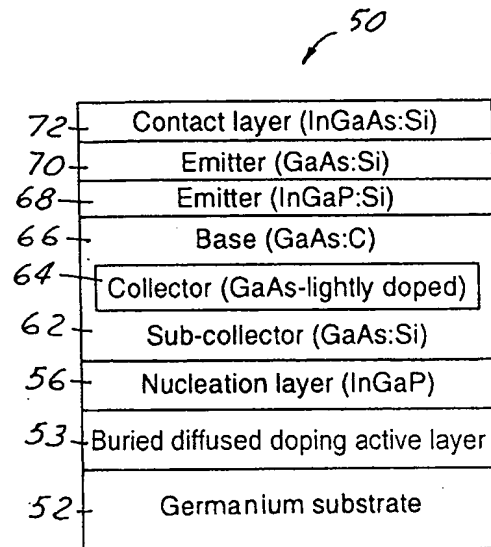 50
72 Contact layer (InGaAs:Si)
70 Emitter (GaAs:Si)
68 Emitter (InGaP:Si)
66 Base (GaAs:C)
64 Collector (GaAs-lightly doped)
62 Sub-collector (GaAs:Si)
56 Nucleation layer (InGaP)
53 Buried diffused doping active layer
52 Germanium substrate